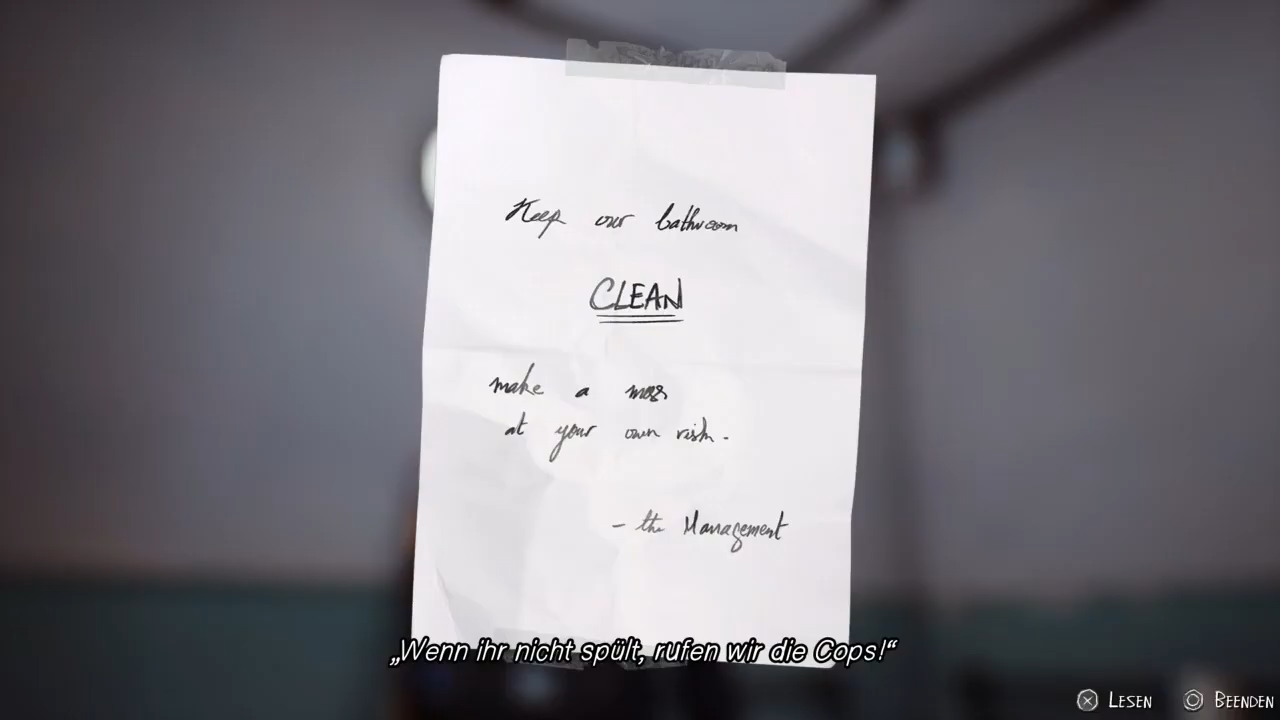 Keep our bathroom
CLEAN
make a mess
at your own risk.
- the Management
„Wenn ihr nicht spült, rufen wir die Cops!“
LESEN
BEENDEN